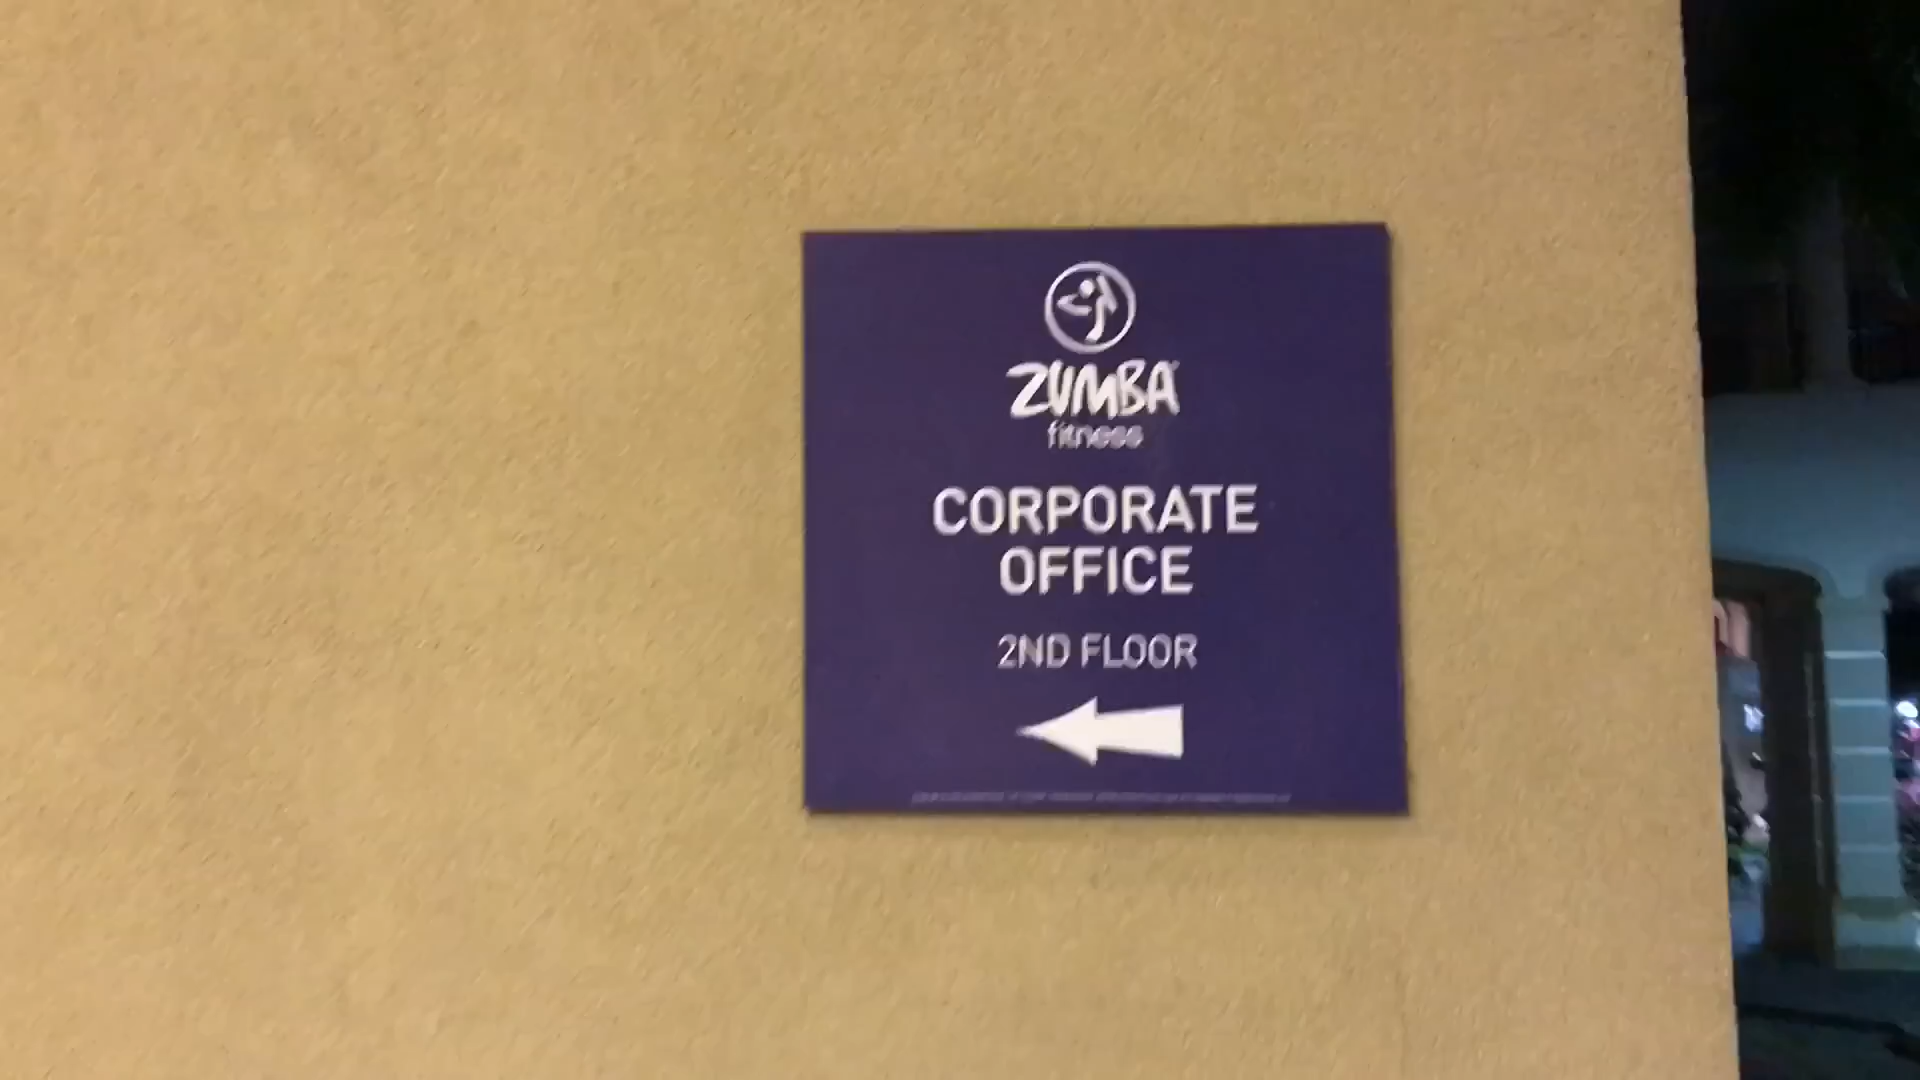 ZUMBA
fitness
CORPORATE
OFFICE
2ND FLOOR